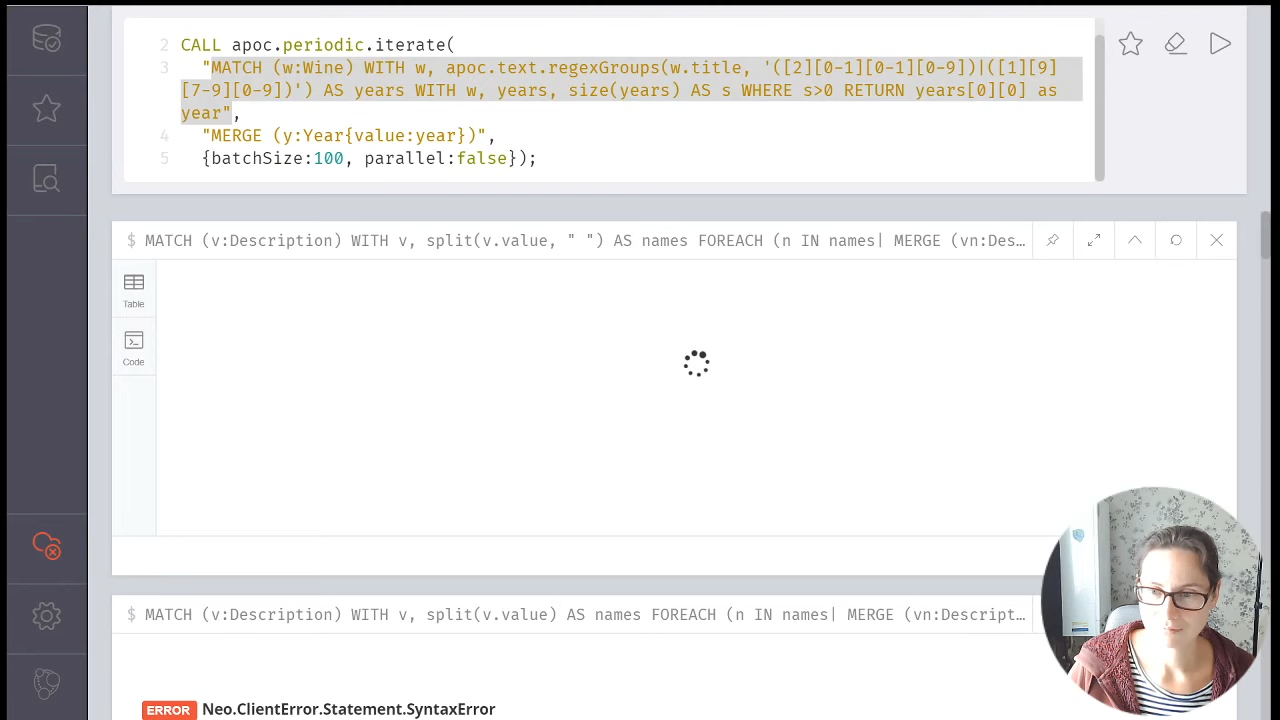 2 CALL apoc.periodic.iterate(
3 "MATCH (w:Wine) WITH w, apoc.text.regexGroups(w.title, '([2][0-1][0-1][0-9])|([1][9]
[7-9][0-9])') AS years WITH w, years, size(years) AS s WHERE s>0 RETURN years[0][0] as
year",
4 "MERGE (y:Year{value:year})",
5 {batchSize:100, parallel:false});
$ MATCH (v:Description) WITH v, split(v.value, " ") AS names FOREACH (n IN names| MERGE (vn:Des…
Table
Code
$ MATCH (v:Description) WITH v, split(v.value) AS names FOREACH (n IN names| MERGE (vn:Descript…
ERROR Neo.ClientError.Statement.SyntaxError